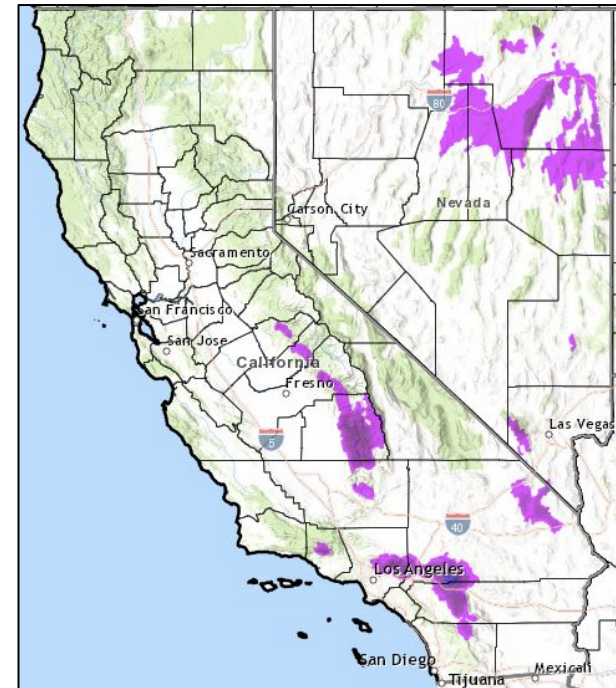 80
Nevada
Carson City
Sacramento
San Francisco
San Jose
California
Fresno
5
Las Vegas
40
Los Angeles
San Diego
Tijuana
Mexicali